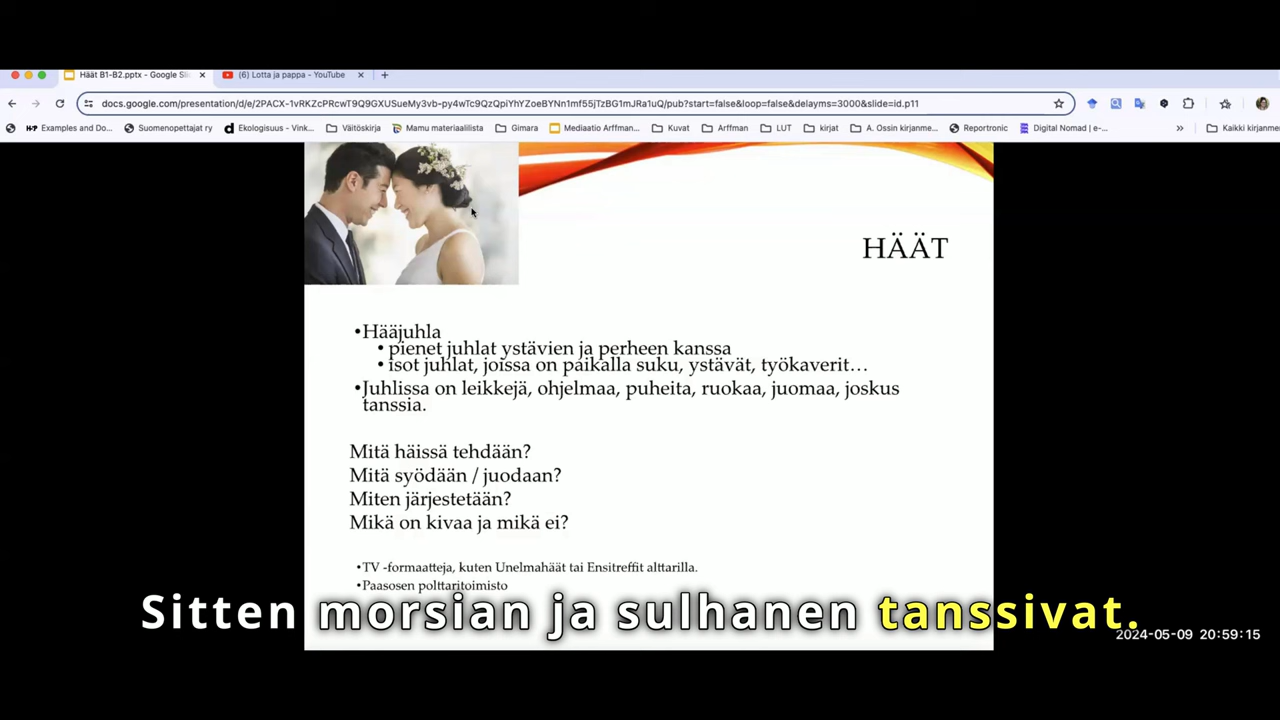 Häät B1-B2.pptx - Google Sli
(6) Lotta ja pappa - YouTube
docs.google.com/presentation/d/e/2PACX-1vRKZcPRcwT9Q9GXUSueMy3vb-py4wTc9QzQpiYhYZoeBYNn1mf55jTzBG1mJRa1uQ/pub?start=false&loop=false&delayms=3000&slide=id.p11
Examples and Do...
Suomenopettajat ry
Ekologisuus - Vink...
Väitöskirja
Mamu materiaalilista
Gimara
Mediaatio Arffman...
Kuvat
Arffman
LUT
kirjat
A. Ossin kirjanme...
Reportronic
Digital Nomad | e-...
Kaikki kirjanme
HÄÄT
•Hääjuhla
• pienet juhlat ystävien ja perheen kanssa
• isot juhlat, joissa on paikalla suku, ystävät, työkaverit…
•Juhlissa on leikkejä, ohjelmaa, puheita, ruokaa, juomaa, joskus
tanssia.
Mitä häissä tehdään?
Mitä syödään / juodaan?
Miten järjestetään?
Mikä on kivaa ja mikä ei?
•TV -formaatteja, kuten Unelmahäät tai Ensitreffit alttarilla.
•Paasosen polttaritoimisto
Sitten morsian ja sulhanen tanssivat.
2024-05-09 20:59:15